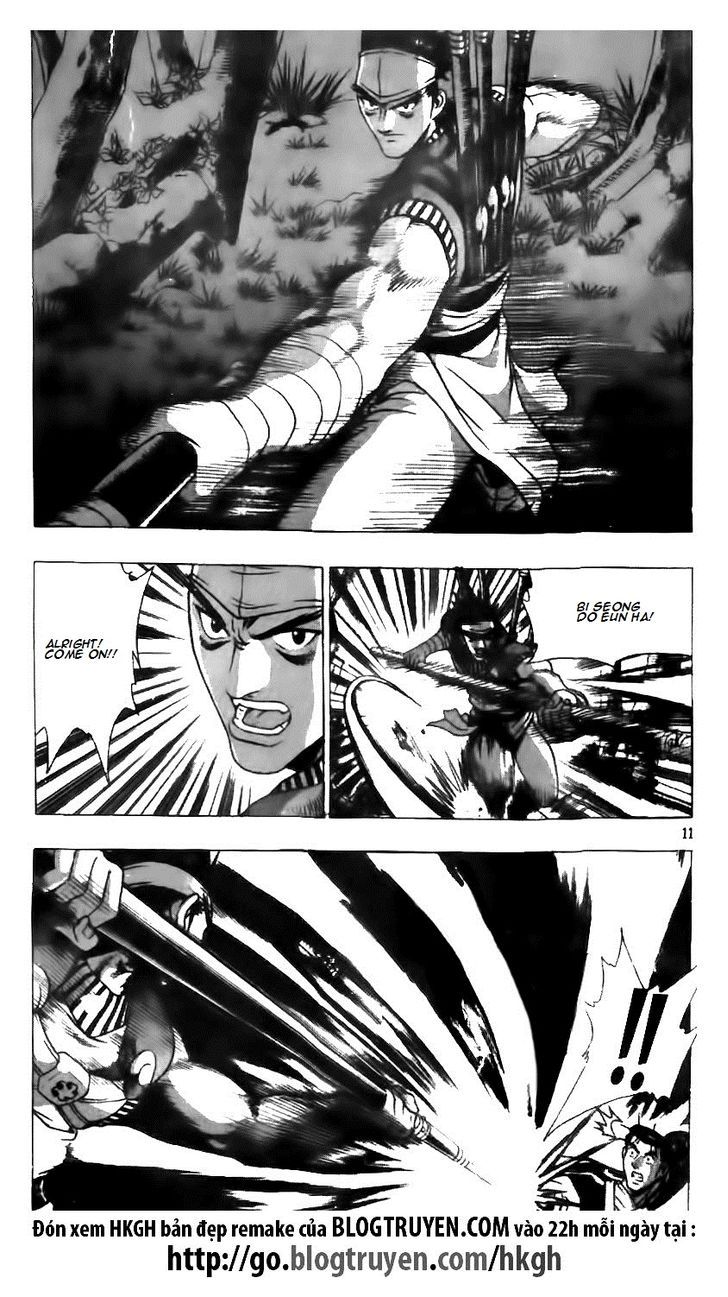 ALRIGHT!
COME ON!!
BI SEONG
DO EUN HA!
11
!!
Đón xem HKGH bản đẹp remake của BLOGTRUYEN.COM vào 22h mỗi ngày tại :
http://go.blogtruyen.com/hkgh